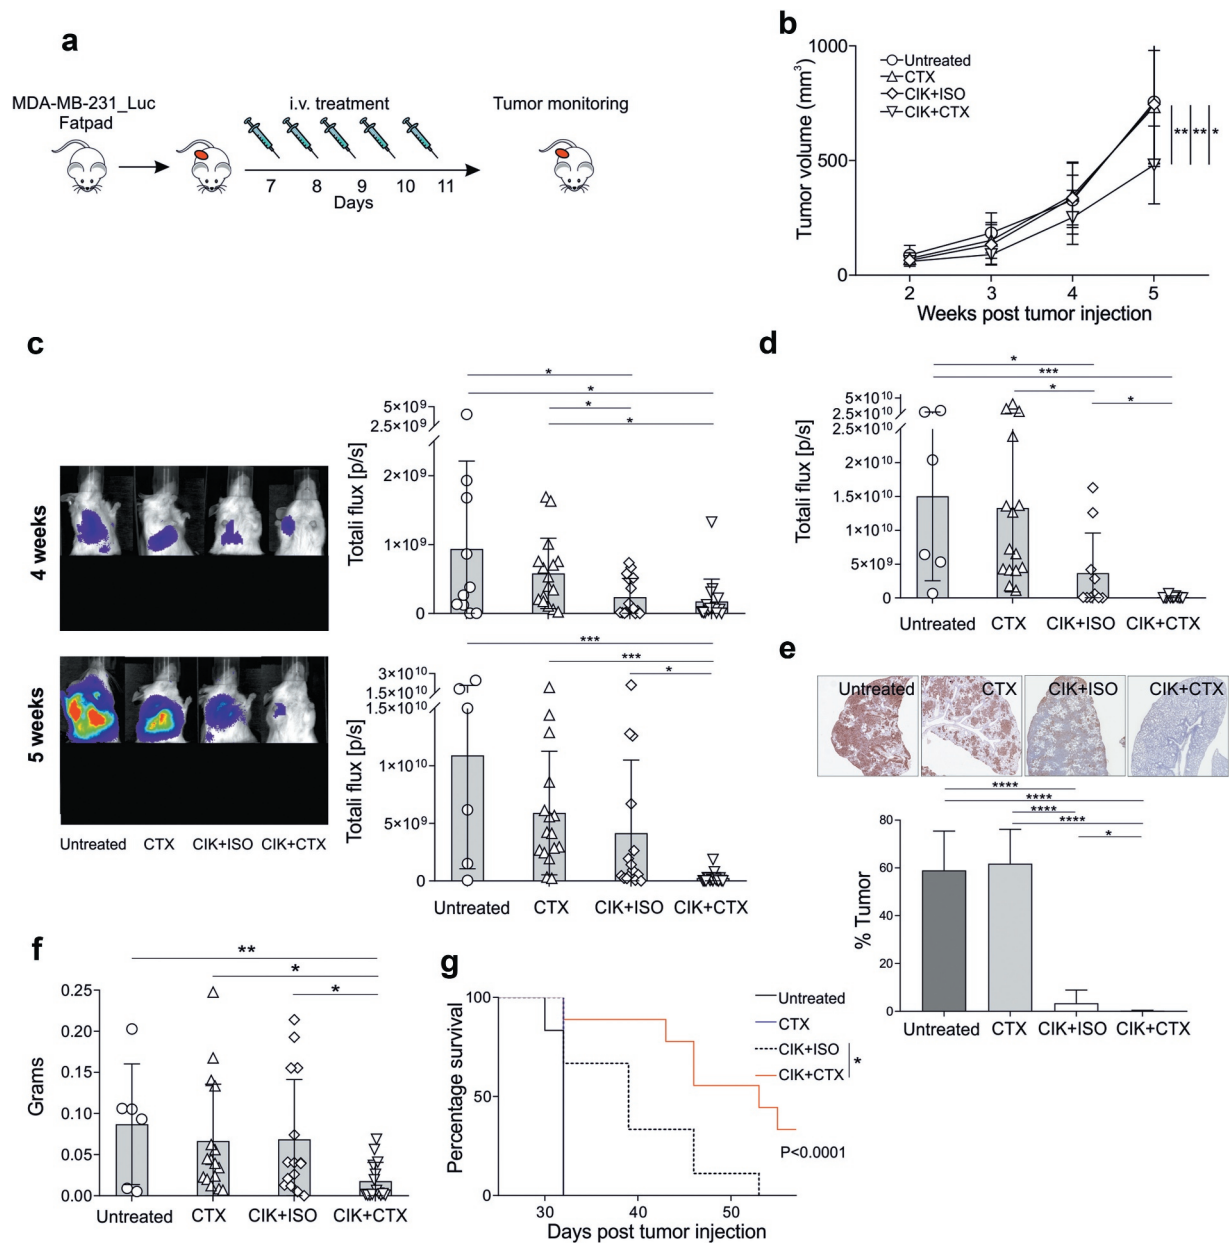 a
MDA-MB-231_Luc
Fatpad
i.v. treatment
Tumor monitoring
7 8 9 10 11
Days
b
Tumor volume (mm³)
1000
500
0
Untreated
CTX
CIK+ISO
CIK+CTX
** ** *
2 3 4 5
Weeks post tumor injection
c
4 weeks
5 weeks
Untreated CTX CIK+ISO CIK+CTX
Totali flux [p/s]
5×10⁹
2.5×10⁹
2×10⁹
1×10⁹
0
*
*
*
*
Totali flux [p/s]
3×10¹⁰
1.5×10¹⁰
1.5×10¹⁰
1×10¹⁰
5×10⁹
0
***
***
*
Untreated CTX CIK+ISO CIK+CTX
d
Totali flux [p/s]
5×10¹⁰
2.5×10¹⁰
2.5×10¹⁰
2×10¹⁰
1.5×10¹⁰
1×10¹⁰
5×10⁹
0
*
***
*
*
Untreated CTX CIK+ISO CIK+CTX
e
Untreated CTX CIK+ISO CIK+CTX
****
****
****
****
*
% Tumor
80
60
40
20
0
Untreated CTX CIK+ISO CIK+CTX
f
Grams
0.25
0.20
0.15
0.10
0.05
0.00
**
*
*
Untreated CTX CIK+ISO CIK+CTX
g
Percentage survival
100
50
0
Untreated
CTX
CIK+ISO
CIK+CTX
*
P<0.0001
30 40 50
Days post tumor injection